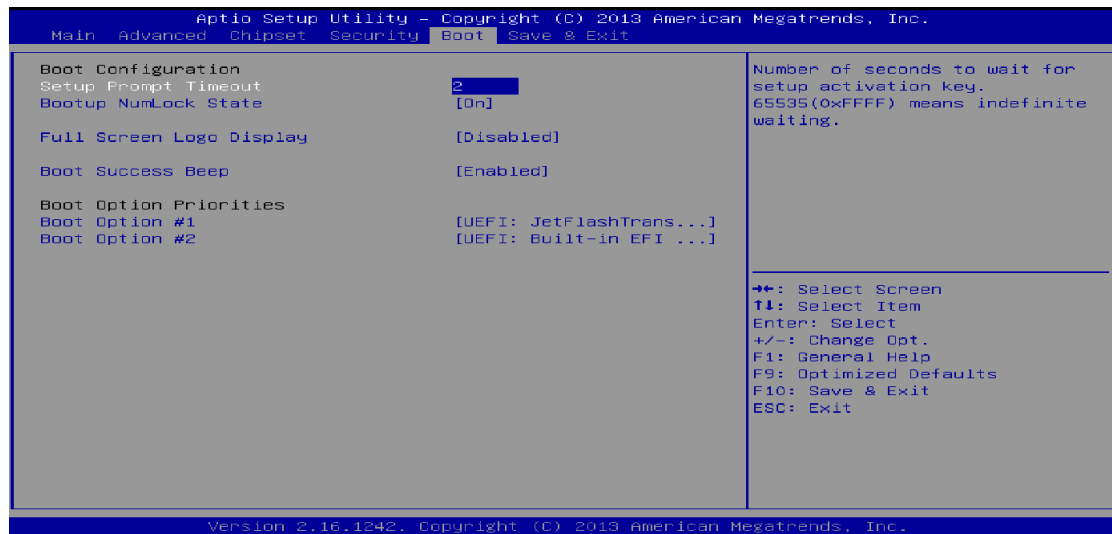 Aptio Setup Utility – Copyright (C) 2013 American Megatrends, Inc.
Main Advanced Chipset Security Boot Save & Exit
Boot Configuration
Setup Prompt Timeout 2
Bootup NumLock State [On]
Full Screen Logo Display [Disabled]
Boot Success Beep [Enabled]
Boot Option Priorities
Boot Option #1 [UEFI: JetFlashTrans...]
Boot Option #2 [UEFI: Built-in EFI ...]
Number of seconds to wait for
setup activation key.
65535(0xFFFF) means indefinite
waiting.
→←: Select Screen
↑↓: Select Item
Enter: Select
+/-: Change Opt.
F1: General Help
F9: Optimized Defaults
F10: Save & Exit
ESC: Exit
Version 2.16.1242. Copyright (C) 2013 American Megatrends, Inc.